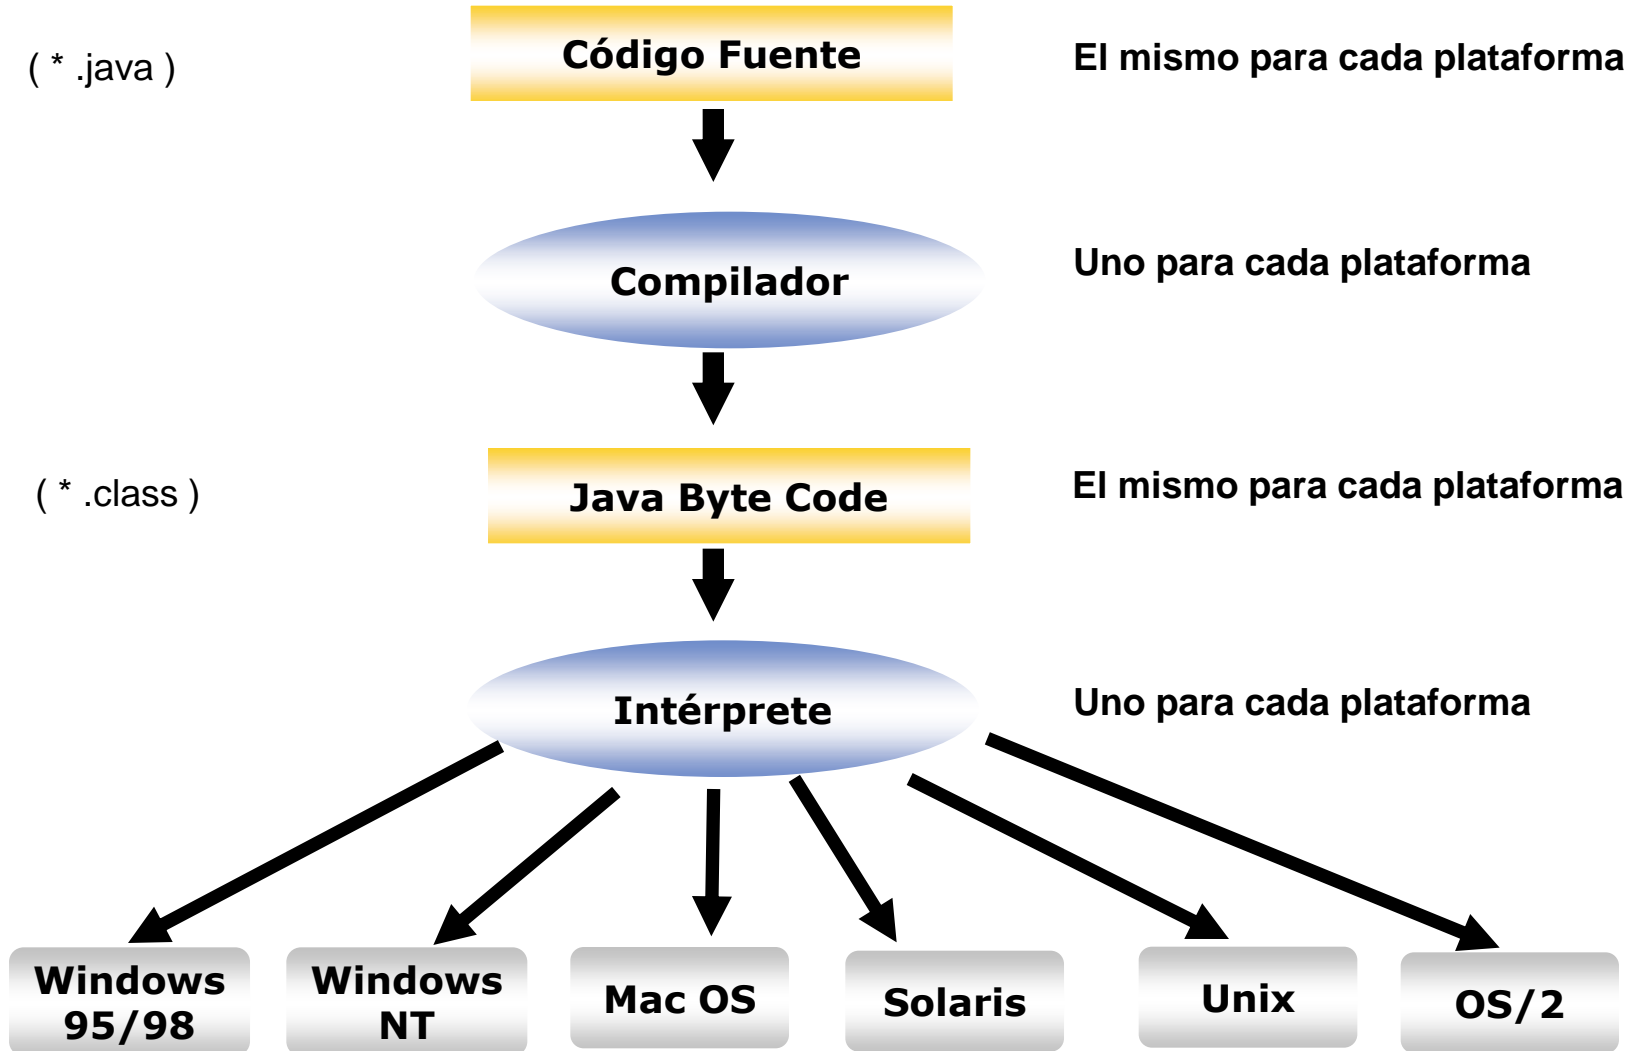 ( * .java )
Código Fuente
El mismo para cada plataforma
Compilador
Uno para cada plataforma
( * .class )
Java Byte Code
El mismo para cada plataforma
Intérprete
Uno para cada plataforma
Windows
95/98
Windows
NT
Mac OS
Solaris
Unix
OS/2